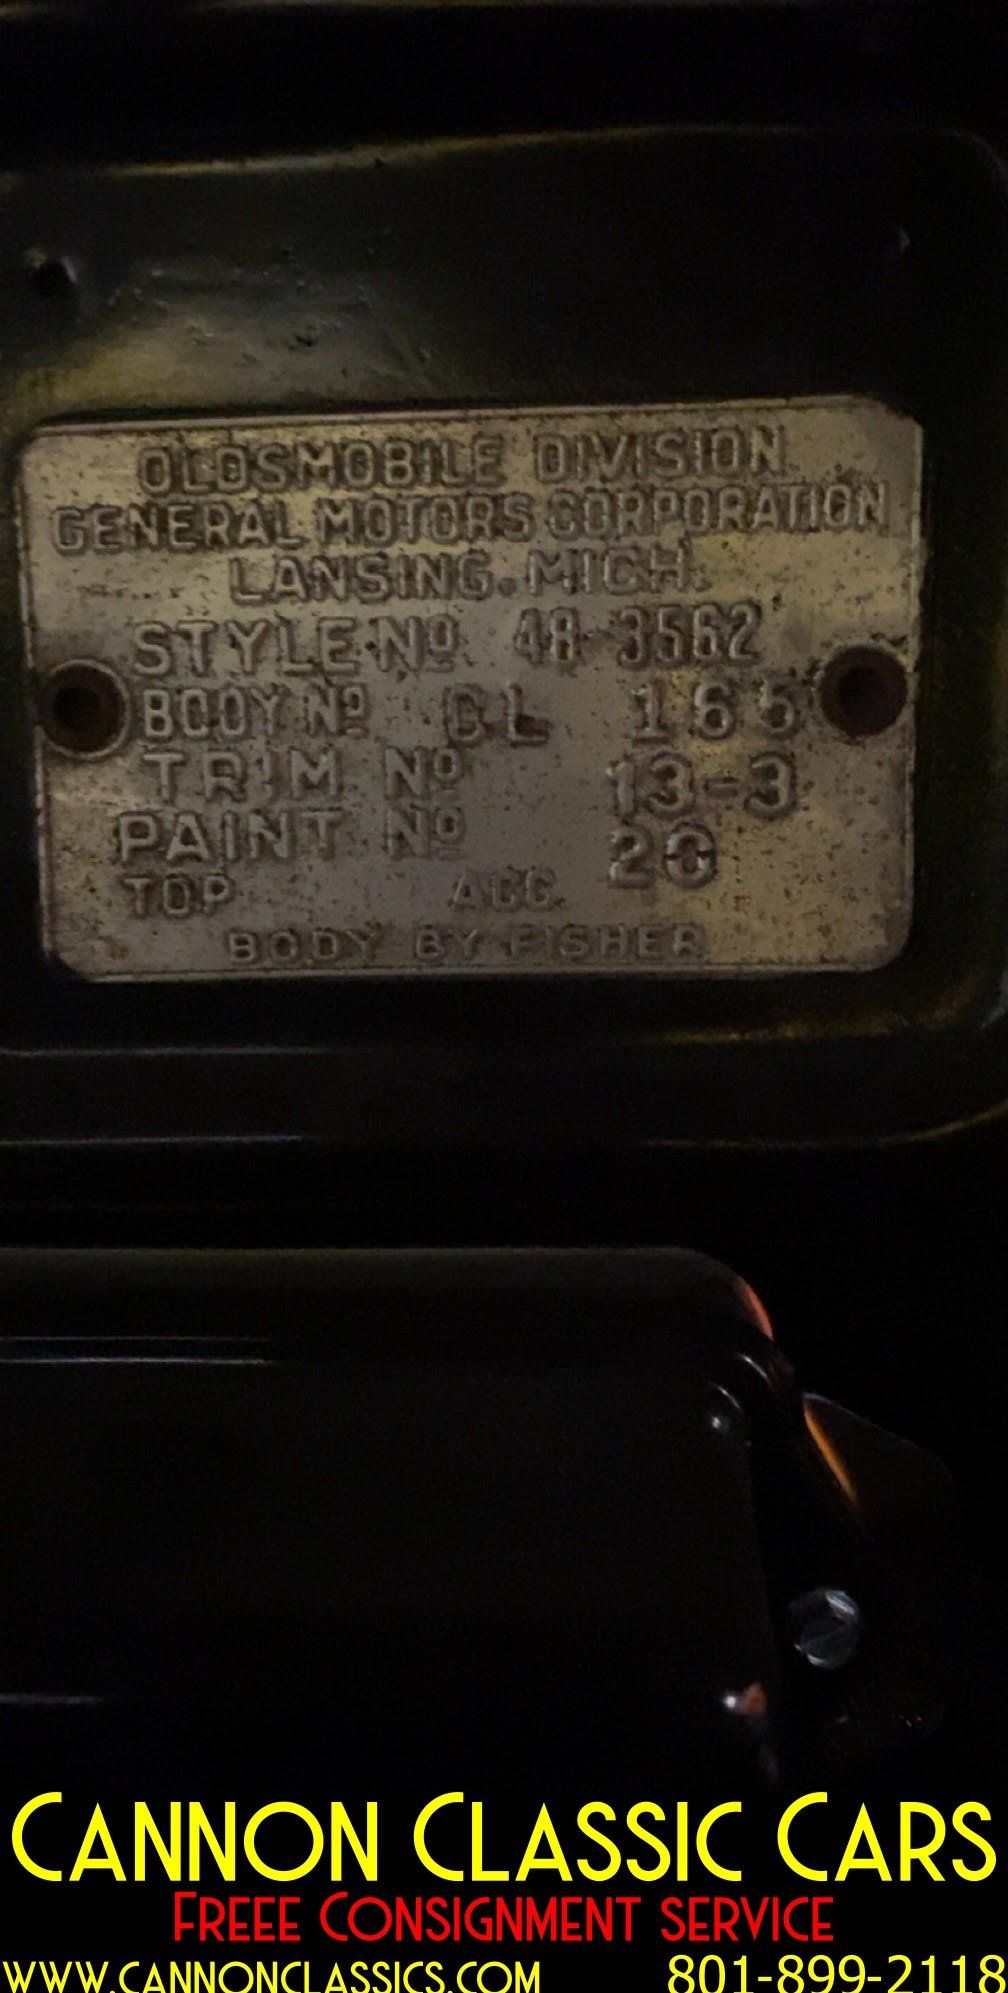 OLDSMOBILE DIVISION
GENERAL MOTORS CORPORATION
LANSING, MICH.
STYLE Nº 48-3562
BODY Nº CL 165
TRIM Nº 13-3
PAINT Nº 20
TOP ACC.
BODY BY FISHER
CANNON CLASSIC CARS
FREEE CONSIGNMENT SERVICE
WWW.CANNONCLASSICS.COM 801-899-2118